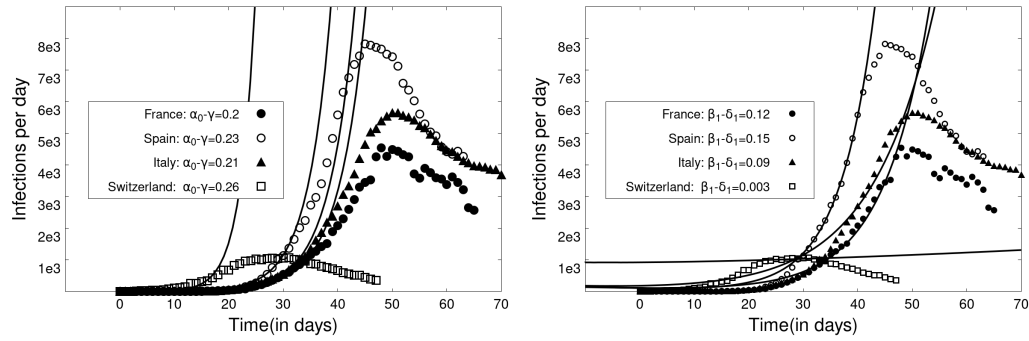 Infections per day
8e3
7e3
6e3
5e3
4e3
3e3
2e3
1e3
France: α₀-γ=0.2
Spain: α₀-γ=0.23
Italy: α₀-γ=0.21
Switzerland: α₀-γ=0.26
0 10 20 30 40 50 60 70
Time(in days)
Infections per day
8e3
7e3
6e3
5e3
4e3
3e3
2e3
1e3
France: β₁-δ₁=0.12
Spain: β₁-δ₁=0.15
Italy: β₁-δ₁=0.09
Switzerland: β₁-δ₁=0.003
0 10 20 30 40 50 60 70
Time(in days)